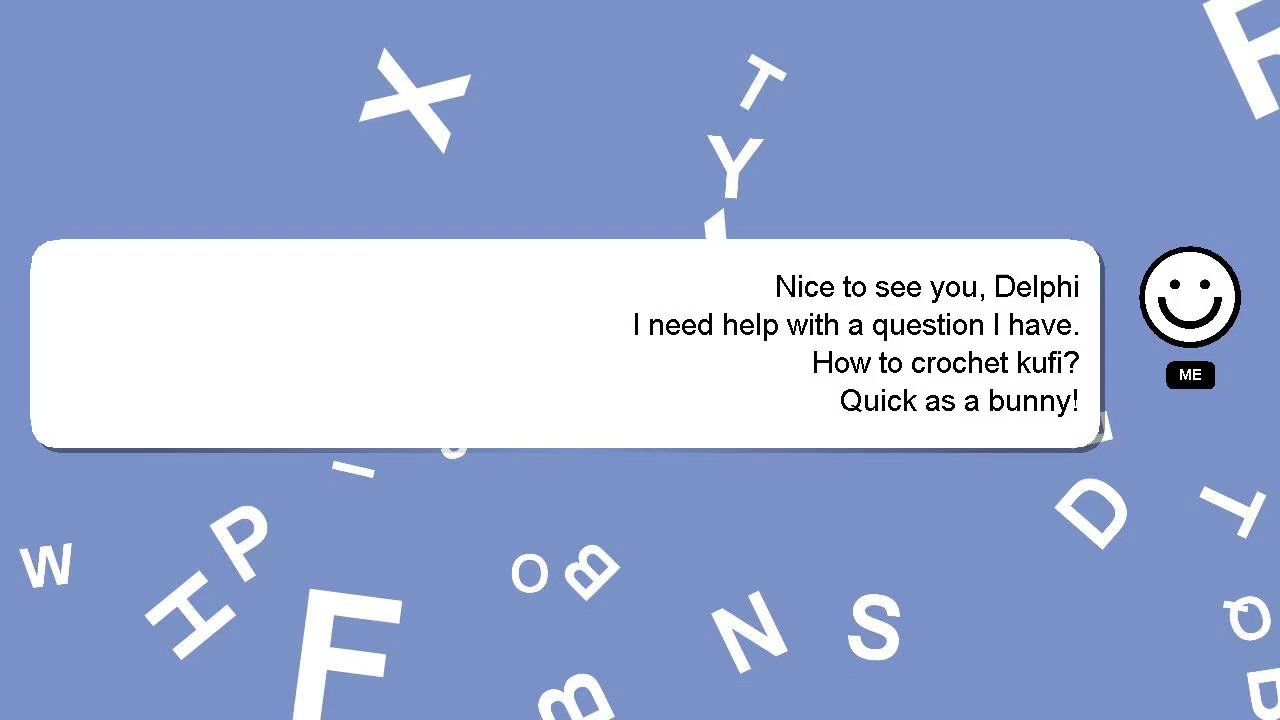 X
T
Y
Nice to see you, Delphi
I need help with a question I have.
How to crochet kufi?
Quick as a bunny!
ME
I
D
T
P
W
O
B
H
F
N
S
Q
B
B